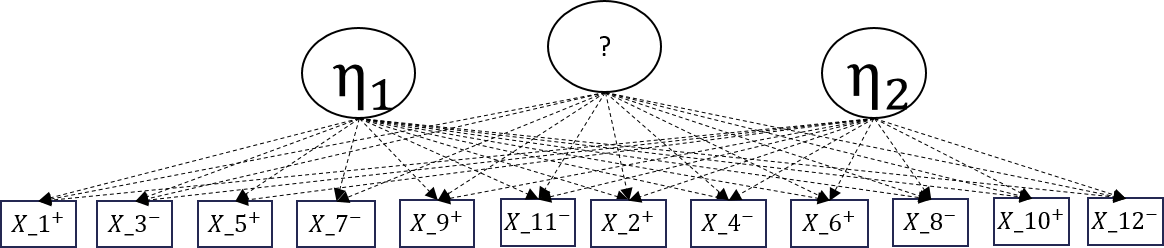 η₁ ? η₂
X_1⁺ X_3⁻ X_5⁺ X_7⁻ X_9⁺ X_11⁻ X_2⁺ X_4⁻ X_6⁺ X_8⁻ X_10⁺ X_12⁻